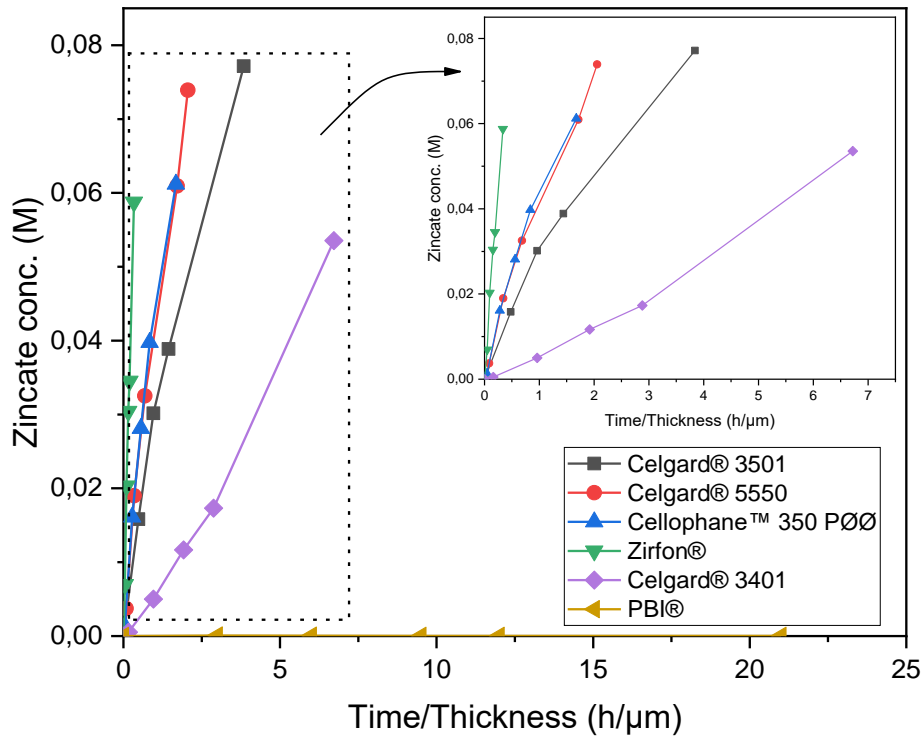 0,08
0,06
0,04
0,02
0,00
Zincate conc. (M)
0 5 10 15 20 25
Time/Thickness (h/μm)
0,08
0,06
0,04
0,02
0,00
Zincate conc. (M)
0 1 2 3 4 5 6 7
Time/Thickness (h/μm)
Celgard® 3501
Celgard® 5550
Cellophane™ 350 PØØ
Zirfon®
Celgard® 3401
PBI®